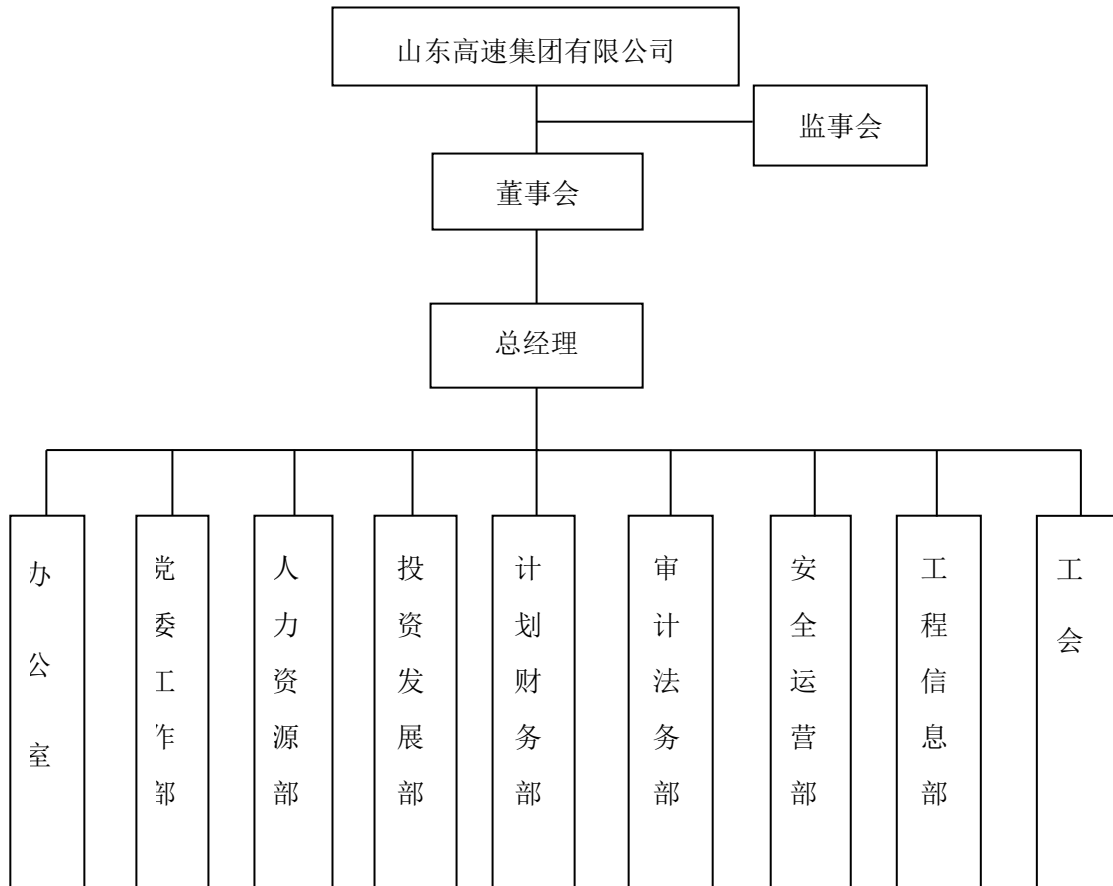 山东高速集团有限公司
监事会
董事会
总经理
办公室
党委工作部
人力资源部
投资发展部
计划财务部
审计法务部
安全运营部
工程信息部
工会